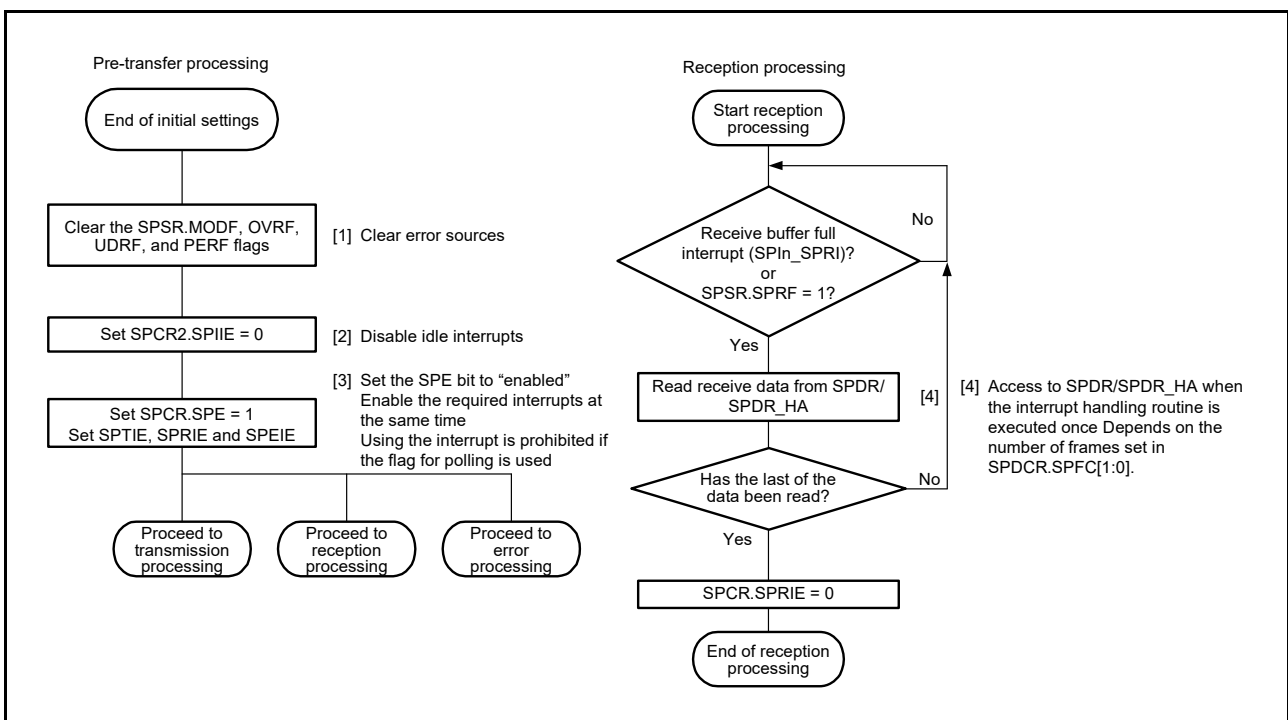 Pre-transfer processing
End of initial settings
Clear the SPSR.MODF, OVRF,
UDRF, and PERF flags
[1] Clear error sources
Set SPCR2.SPIIE = 0
[2] Disable idle interrupts
Set SPCR.SPE = 1
Set SPTIE, SPRIE and SPEIE
[3] Set the SPE bit to “enabled”
Enable the required interrupts at
the same time
Using the interrupt is prohibited if
the flag for polling is used
Proceed to
transmission
processing
Proceed to
reception
processing
Proceed to
error
processing
Reception processing
Start reception
processing
Receive buffer full
interrupt (SPIn_SPRI)?
or
SPSR.SPRF = 1?
No
Yes
Read receive data from SPDR/
SPDR_HA
[4]
[4] Access to SPDR/SPDR_HA when
the interrupt handling routine is
executed once Depends on the
number of frames set in
SPDCR.SPFC[1:0].
Has the last of the
data been read?
No
Yes
SPCR.SPRIE = 0
End of reception
processing